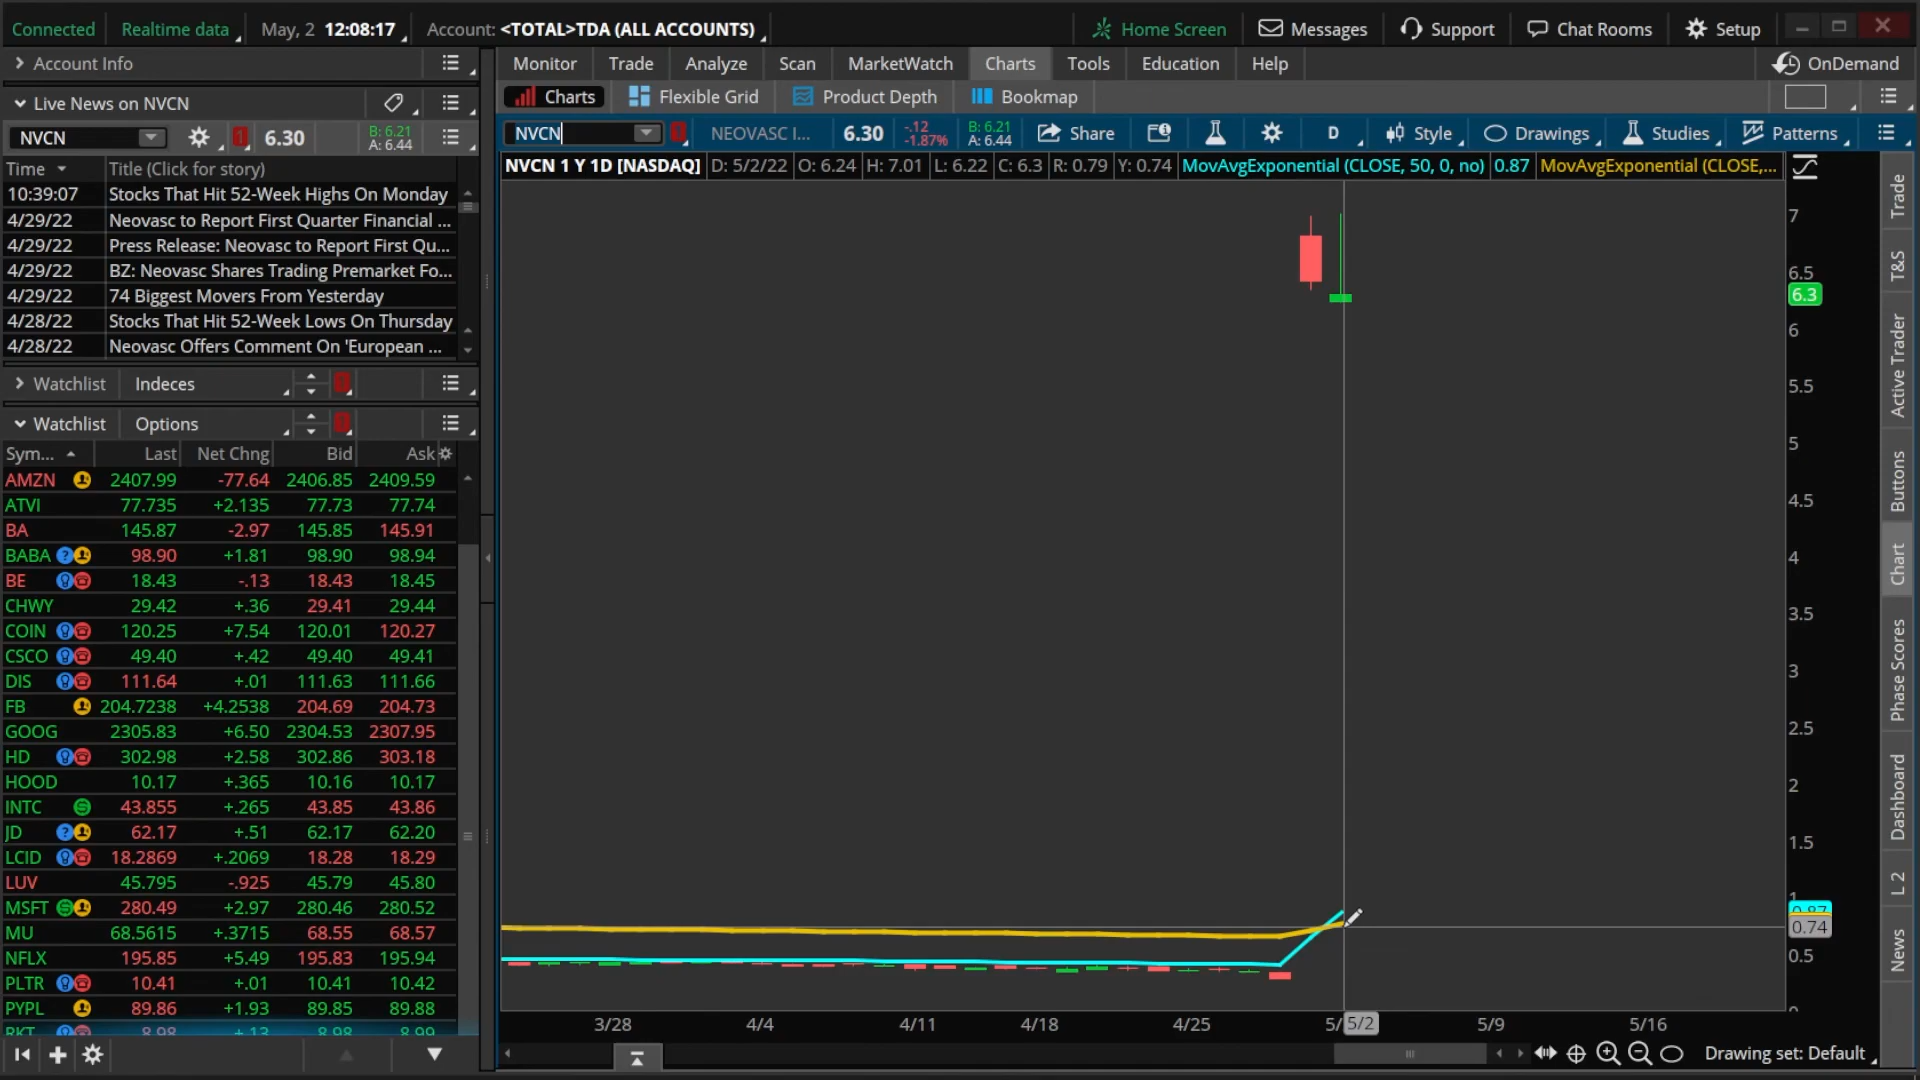 Connected Realtime data May, 2 12:08:17 Account: <TOTAL>TDA (ALL ACCOUNTS) Home Screen Messages Support Chat Rooms Setup
Account Info
Monitor Trade Analyze Scan MarketWatch Charts Tools Education Help OnDemand
Live News on NVCN
Charts Flexible Grid Product Depth Bookmap
NVCN 1 6.30 B: 6.21 A: 6.44
NVCN 1 NEOVASC I... 6.30 -.12 -1.87% B: 6.21 A: 6.44 Share D Style Drawings Studies Patterns
NVCN 1 Y 1D [NASDAQ] D: 5/2/22 O: 6.24 H: 7.01 L: 6.22 C: 6.3 R: 0.79 Y: 0.74 MovAvgExponential (CLOSE, 50, 0, no) 0.87 MovAvgExponential (CLOSE,...
Time Title (Click for story)
10:39:07 Stocks That Hit 52-Week Highs On Monday
4/29/22 Neovasc to Report First Quarter Financial ...
4/29/22 Press Release: Neovasc to Report First Qu...
4/29/22 BZ: Neovasc Shares Trading Premarket Fo...
4/29/22 74 Biggest Movers From Yesterday
4/28/22 Stocks That Hit 52-Week Lows On Thursday
4/28/22 Neovasc Offers Comment On 'European ...
Watchlist Indeces 1
Watchlist Options 1
Sym... Last Net Chng Bid Ask
AMZN 2407.99 -77.64 2406.85 2409.59
ATVI 77.735 +2.135 77.73 77.74
BA 145.87 -2.97 145.85 145.91
BABA 98.90 +1.81 98.90 98.94
BE 18.43 -.13 18.43 18.45
CHWY 29.42 +.36 29.41 29.44
COIN 120.25 +7.54 120.01 120.27
CSCO 49.40 +.42 49.40 49.41
DIS 111.64 +.01 111.63 111.66
FB 204.7238 +4.2538 204.69 204.73
GOOG 2305.83 +6.50 2304.53 2307.95
HD 302.98 +2.58 302.86 303.18
HOOD 10.17 +.365 10.16 10.17
INTC 43.855 +.265 43.85 43.86
JD 62.17 +.51 62.17 62.20
LCID 18.2869 +.2069 18.28 18.29
LUV 45.795 -.925 45.79 45.80
MSFT 280.49 +2.97 280.46 280.52
MU 68.5615 +.3715 68.55 68.57
NFLX 195.85 +5.49 195.83 195.94
PLTR 10.41 +.01 10.41 10.42
PYPL 89.86 +1.93 89.85 89.88
RKT 8.98 +.13 8.98 8.99
7
6.5
6.3
6
5.5
5
4.5
4
3.5
3
2.5
2
1.5
1
0.87
0.74
0.5
0
3/28 4/4 4/11 4/18 4/25 5/2 5/9 5/16
Drawing set: Default
Trade
T&S
Active Trader
Buttons
Chart
Phase Scores
Dashboard
L 2
News